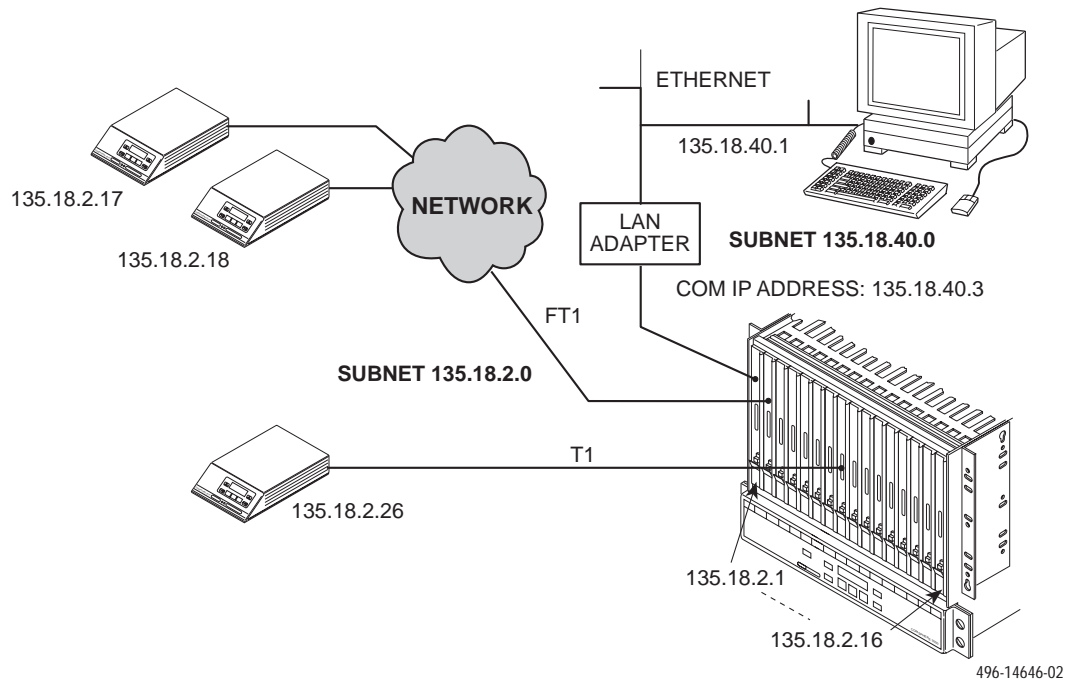 ETHERNET
135.18.40.1
135.18.2.17
NETWORK
LAN
ADAPTER
SUBNET 135.18.40.0
135.18.2.18
COM IP ADDRESS: 135.18.40.3
FT1
SUBNET 135.18.2.0
T1
135.18.2.26
135.18.2.1
135.18.2.16
496-14646-02